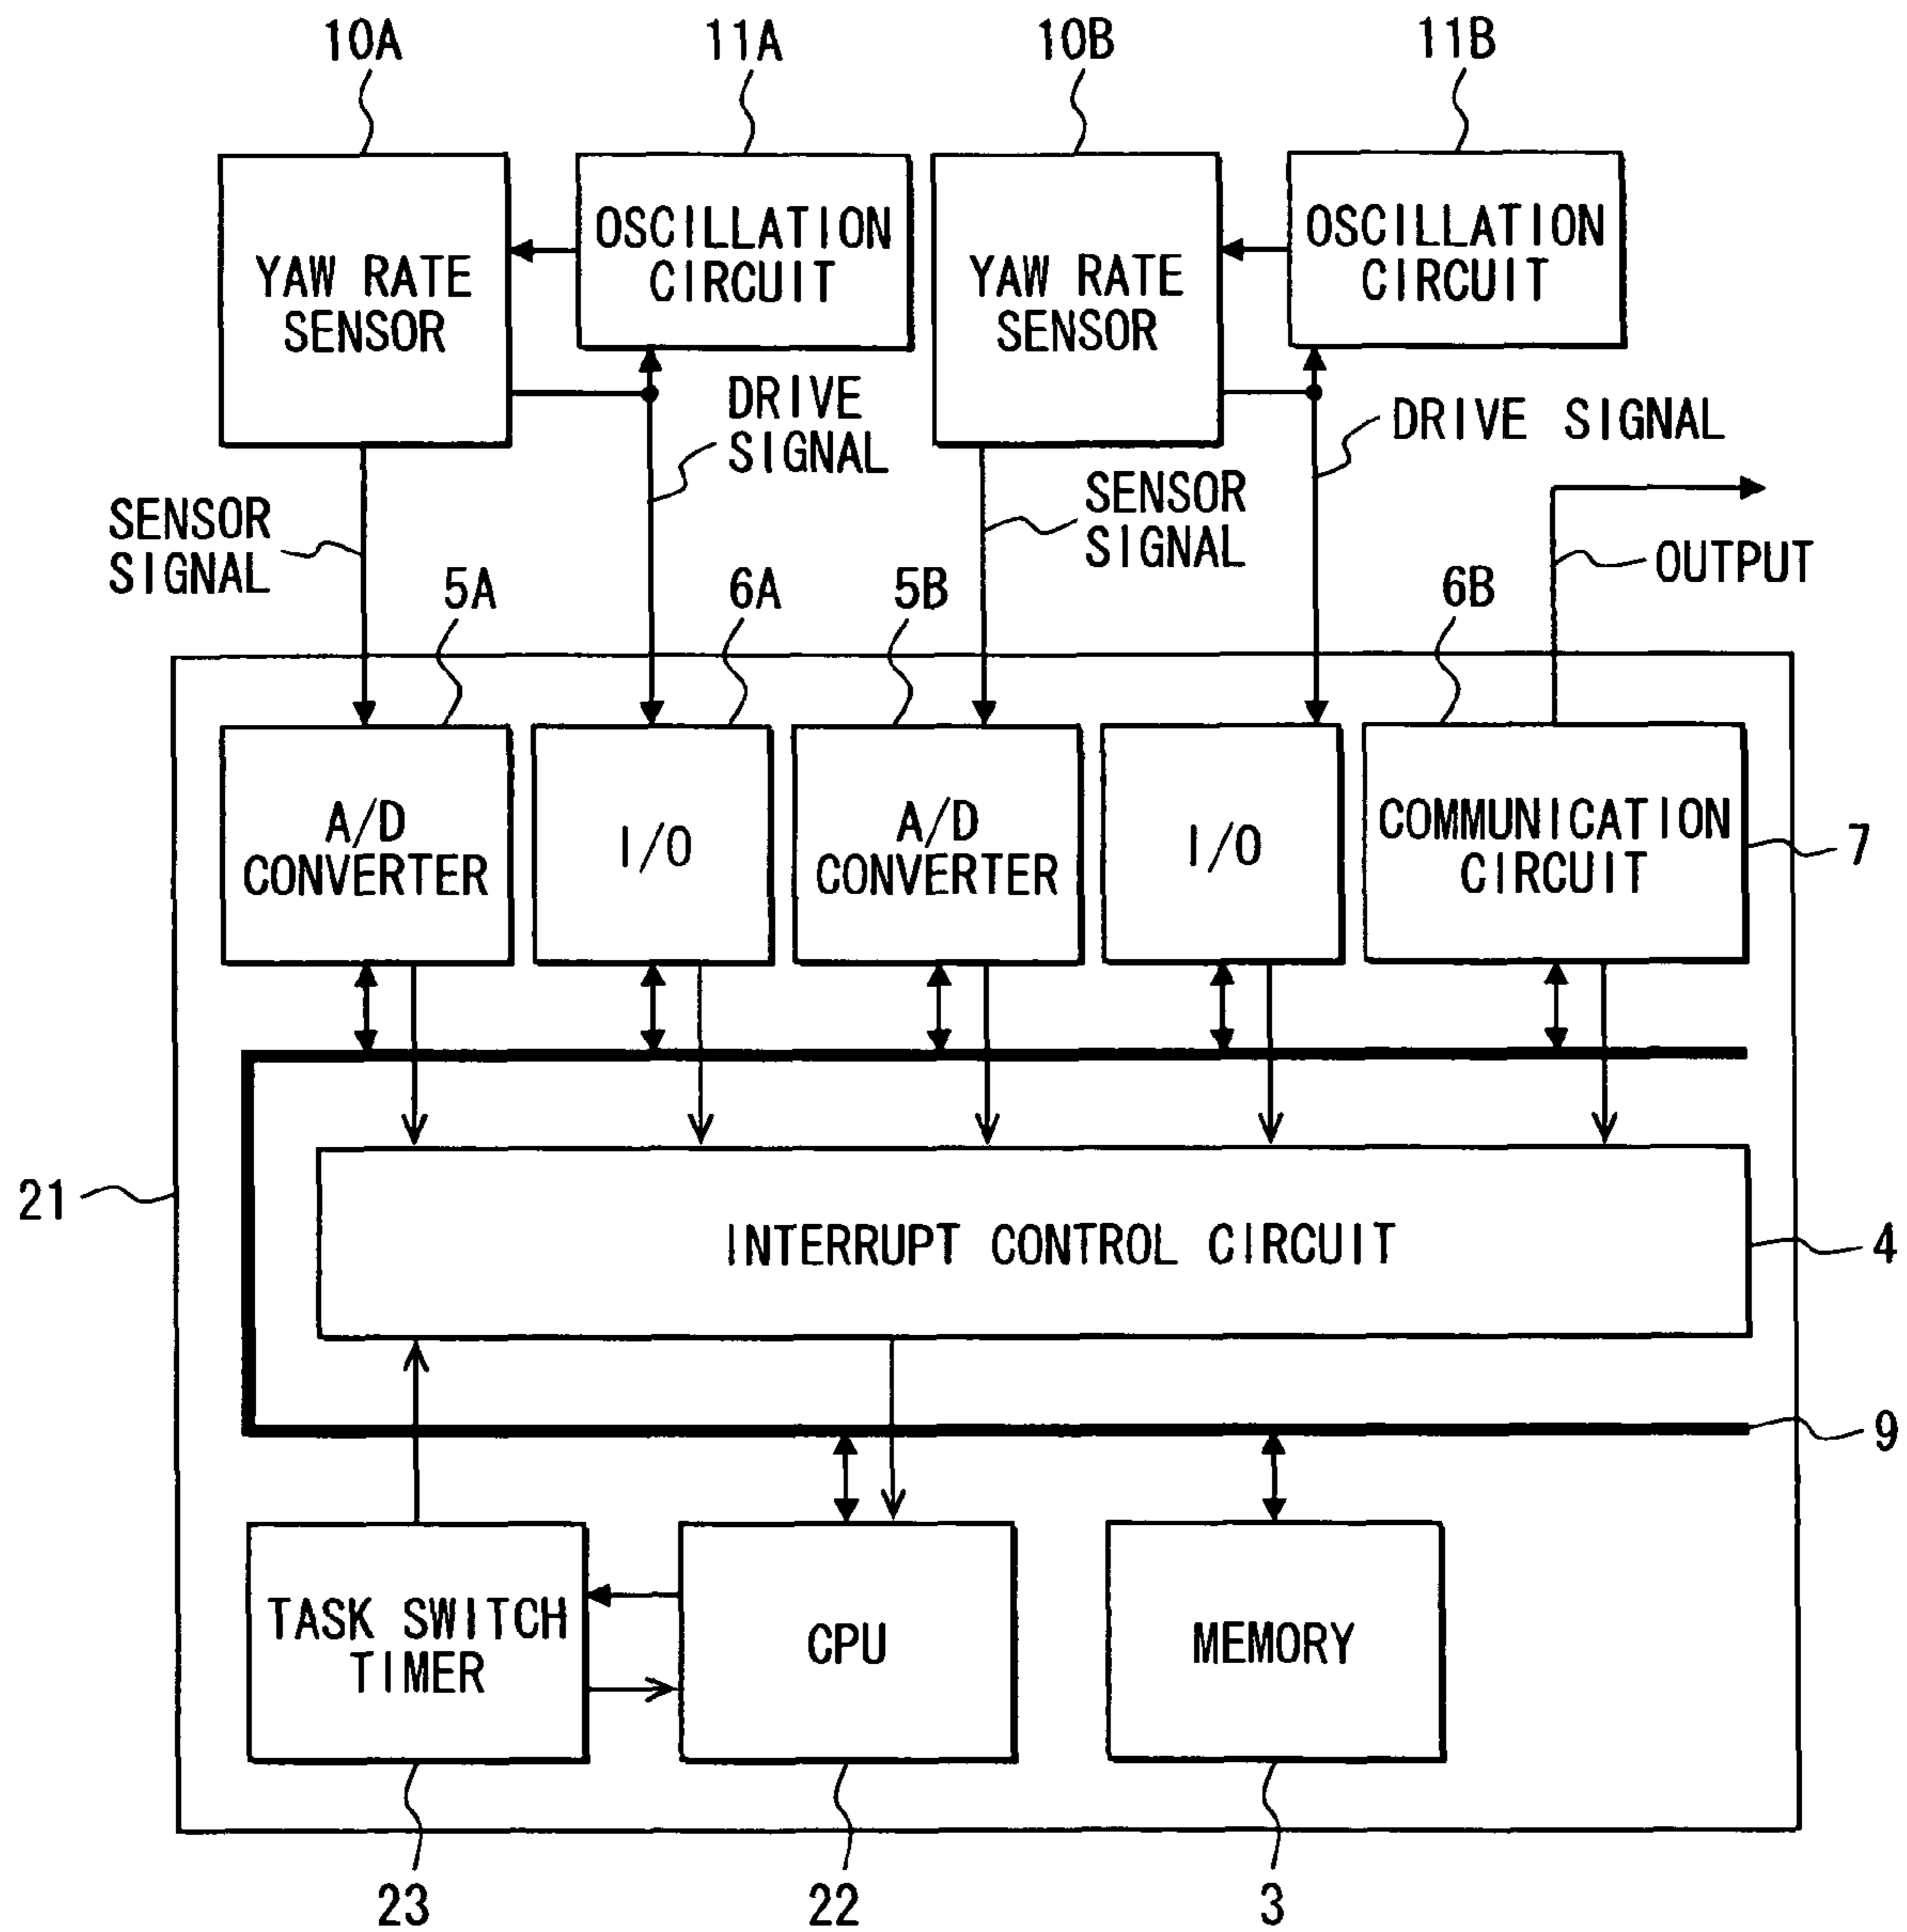 10A
11A
10B
11B
YAW RATE
SENSOR
OSCILLATION
CIRCUIT
YAW RATE
SENSOR
OSCILLATION
CIRCUIT
DRIVE
SIGNAL
DRIVE SIGNAL
SENSOR
SIGNAL
SENSOR
SIGNAL
OUTPUT
5A
6A
5B
6B
A/D
CONVERTER
I/O
A/D
CONVERTER
I/O
COMMUNICATION
CIRCUIT
7
21
INTERRUPT CONTROL CIRCUIT
4
9
TASK SWITCH
TIMER
CPU
MEMORY
23
22
3